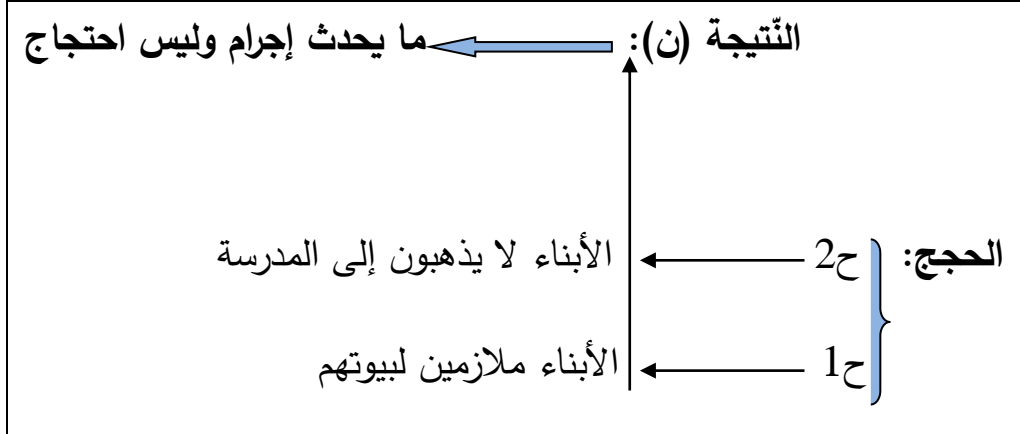 النّتيجة (ن): ما يحدث إجرام وليس احتجاج
الحجج: ح2 الأبناء لا يذهبون إلى المدرسة
ح1 الأبناء ملازمين لبيوتهم